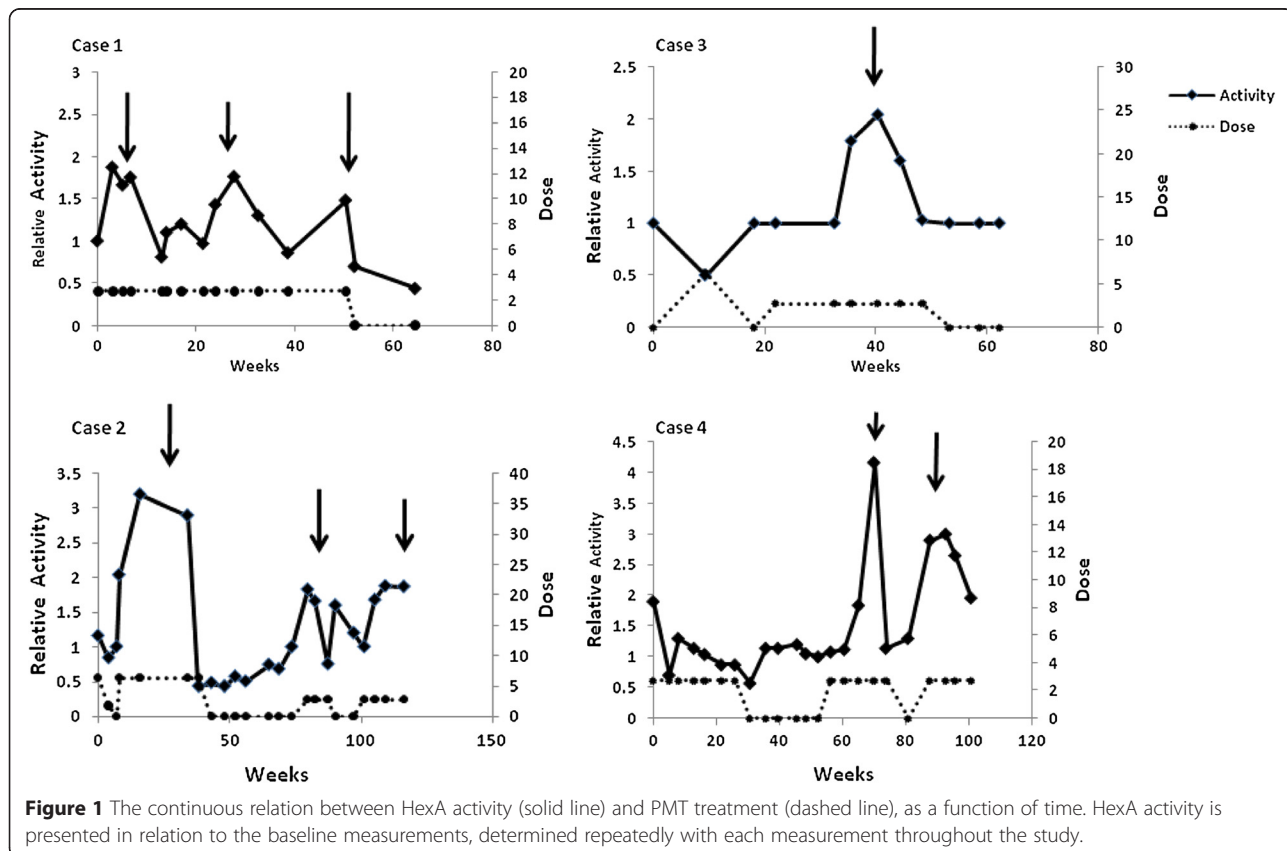 Case 1
3
2.5
2
1.5
1
0.5
0
Relative Activity
20
18
16
14
12
10
8
6
4
2
0
Dose
0 20 40 60 80
Weeks
Case 3
2.5
2
1.5
1
0.5
0
Relative Activity
30
25
20
15
10
5
0
Dose
0 20 40 60 80
Weeks
Activity
Dose
Case 2
3.5
3
2.5
2
1.5
1
0.5
0
Relative Activity
40
35
30
25
20
15
10
5
0
Dose
0 50 100 150
Weeks
Case 4
4.5
4
3.5
3
2.5
2
1.5
1
0.5
0
Relative Activity
20
18
16
14
12
10
8
6
4
2
0
Dose
0 20 40 60 80 100 120
Weeks
Figure 1 The continuous relation between HexA activity (solid line) and PMT treatment (dashed line), as a function of time. HexA activity is
presented in relation to the baseline measurements, determined repeatedly with each measurement throughout the study.